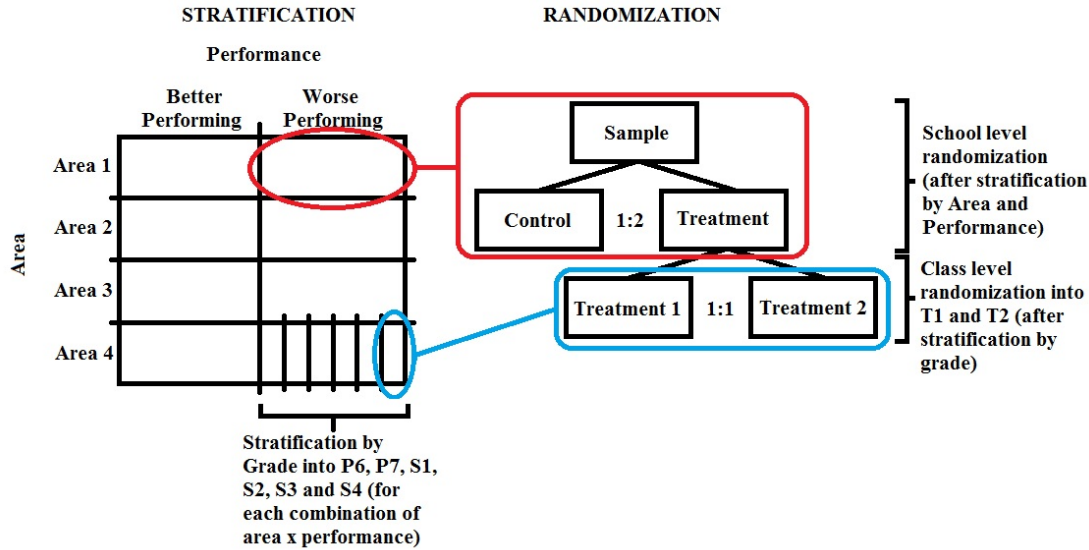 STRATIFICATION
RANDOMIZATION
Performance
Better
Performing
Worse
Performing
Area
Area 1
Area 2
Area 3
Area 4
Stratification by
Grade into P6, P7, S1,
S2, S3 and S4 (for
each combination of
area x performance)
Sample
Control
1:2
Treatment
Treatment 1
1:1
Treatment 2
School level
randomization
(after stratification
by Area and
Performance)
Class level
randomization into
T1 and T2 (after
stratification by
grade)